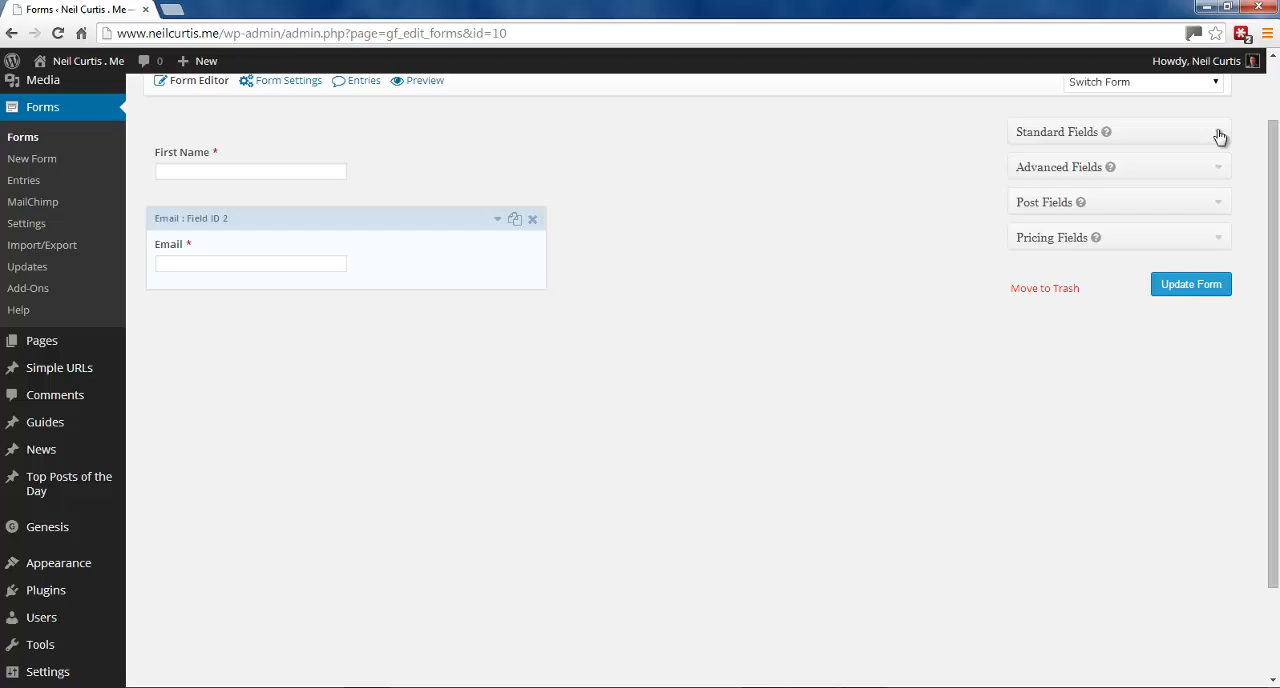 Forms ‹ Neil Curtis . Me —
www.neilcurtis.me/wp-admin/admin.php?page=gf_edit_forms&id=10
2
Neil Curtis . Me 0 New Howdy, Neil Curtis
Media
Forms
Forms
New Form
Entries
MailChimp
Settings
Import/Export
Updates
Add-Ons
Help
Pages
Simple URLs
Comments
Guides
News
Top Posts of the
Day
Genesis
Appearance
Plugins
Users
Tools
Settings
Form Editor Form Settings Entries Preview
Switch Form
First Name *
Email : Field ID 2
Email *
Standard Fields ?
Advanced Fields ?
Post Fields ?
Pricing Fields ?
Move to Trash Update Form